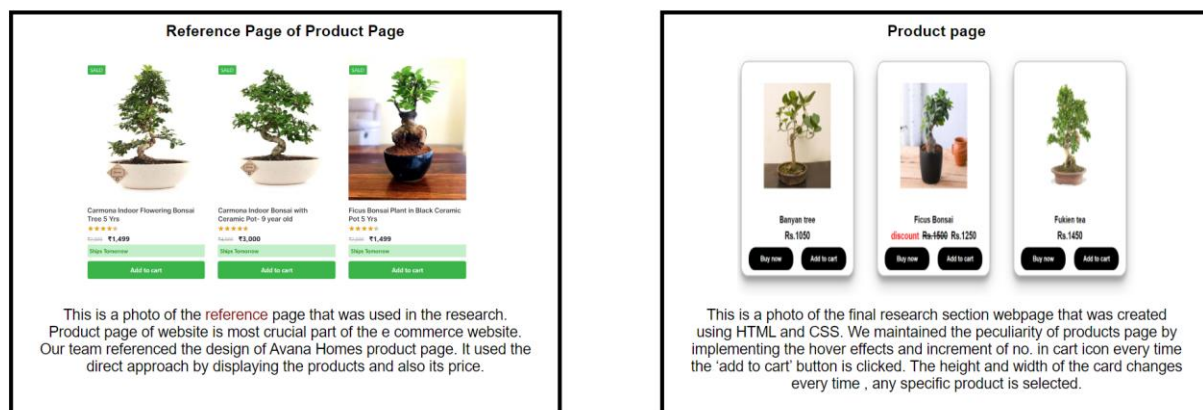 Reference Page of Product Page
SALE!
SALE!
SALE!
Carmona Indoor Flowering Bonsai
Tree 5 Yrs
₹1,499
Ships Tomorrow
Add to cart
Carmona Indoor Bonsai with
Ceramic Pot- 9 year old
₹3,000
Ships Tomorrow
Add to cart
Ficus Bonsai Plant in Black Ceramic
Pot 5 Yrs
₹1,499
Ships Tomorrow
Add to cart
This is a photo of the reference page that was used in the research.
Product page of website is most crucial part of the e commerce website.
Our team referenced the design of Avana Homes product page. It used the
direct approach by displaying the products and also its price.
Product page
Banyan tree
Rs.1050
Buy now Add to cart
Ficus Bonsai
discount Rs.1500 Rs.1250
Buy now Add to cart
Fukien tea
Rs.1450
Buy now Add to cart
This is a photo of the final research section webpage that was created
using HTML and CSS. We maintained the peculiarity of products page by
implementing the hover effects and increment of no. in cart icon every time
the ‘add to cart’ button is clicked. The height and width of the card changes
every time , any specific product is selected.